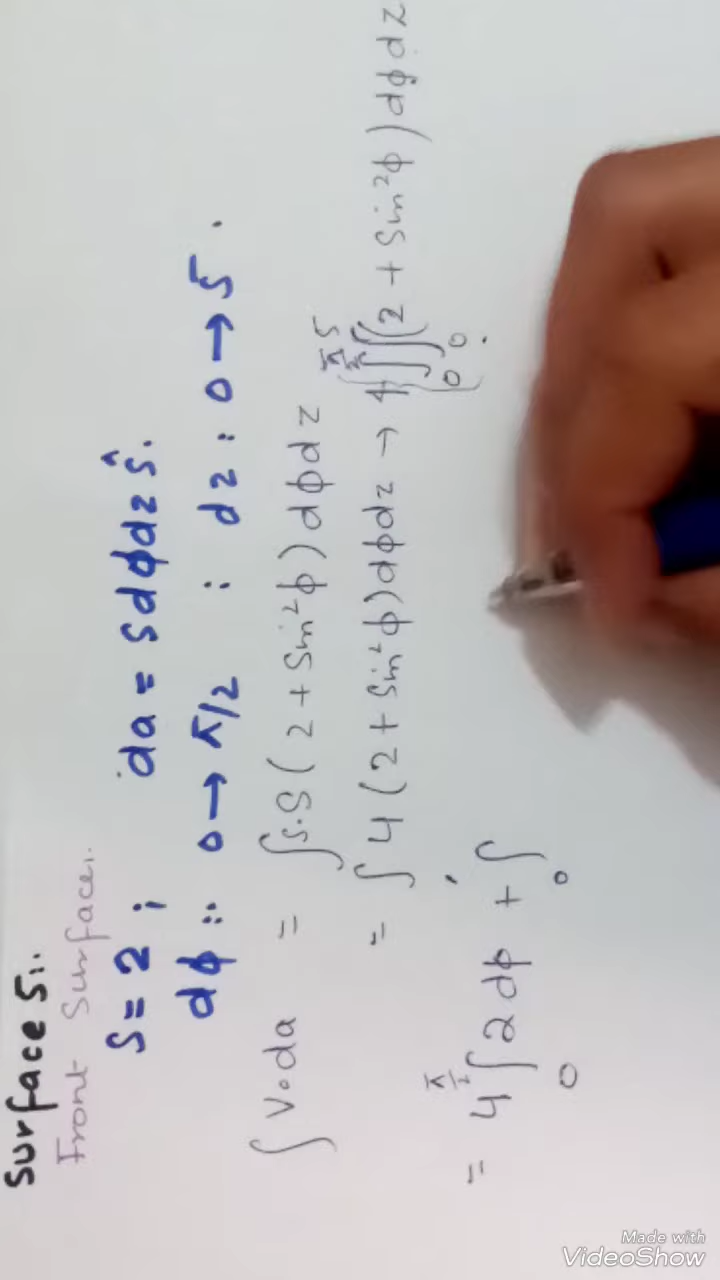 Surface S1:
Front Surface.
S = 2 ; da = s dϕ dz ŝ.
dϕ :: 0 → π/2 ; dz : 0 → 5 .
∫ V · da = ∫ S·S ( 2 + Sin²ϕ ) dϕ dz
= ∫ 4 ( 2 + Sin²ϕ ) dϕ dz → 4 ∫₀^{π/2} ∫₀^5 ( 2 + Sin²ϕ ) dϕ dz
= 4 ∫₀^{π/2} 2 dϕ + ∫₀
Made with
VideoShow